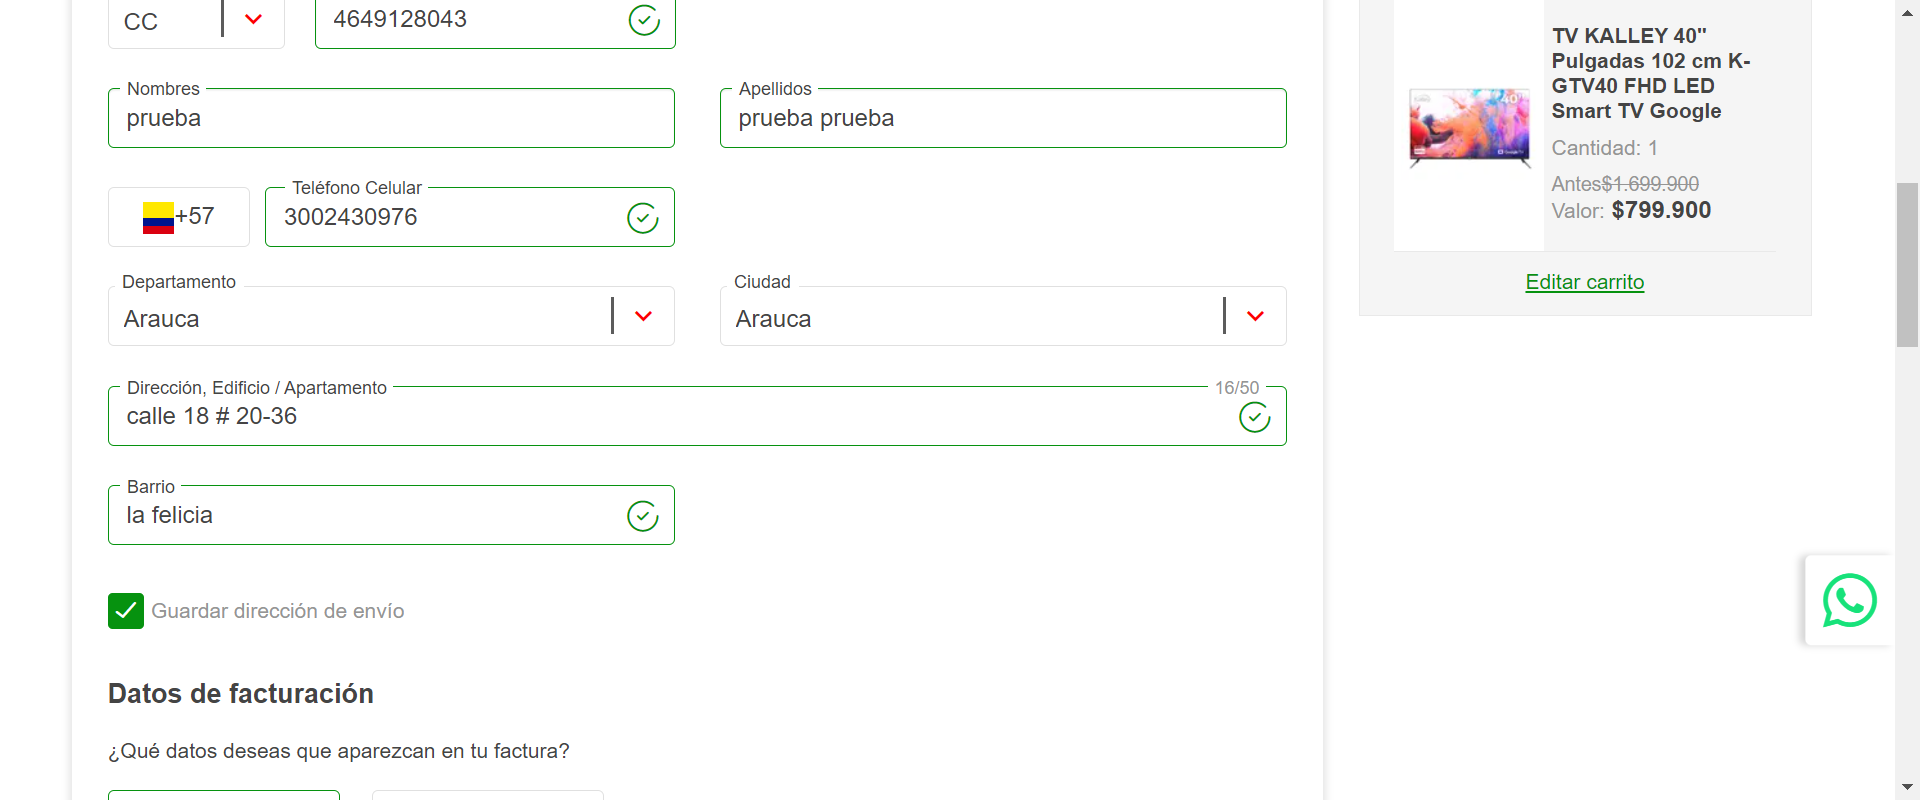 CC
4649128043
Nombres
prueba
Apellidos
prueba prueba
+57
Teléfono Celular
3002430976
Departamento
Arauca
Ciudad
Arauca
Dirección, Edificio / Apartamento
16/50
calle 18 # 20-36
Barrio
la felicia
Guardar dirección de envío
Datos de facturación
¿Qué datos deseas que aparezcan en tu factura?
TV KALLEY 40"
Pulgadas 102 cm K-
GTV40 FHD LED
Smart TV Google
Cantidad: 1
Antes$1.699.900
Valor: $799.900
Editar carrito